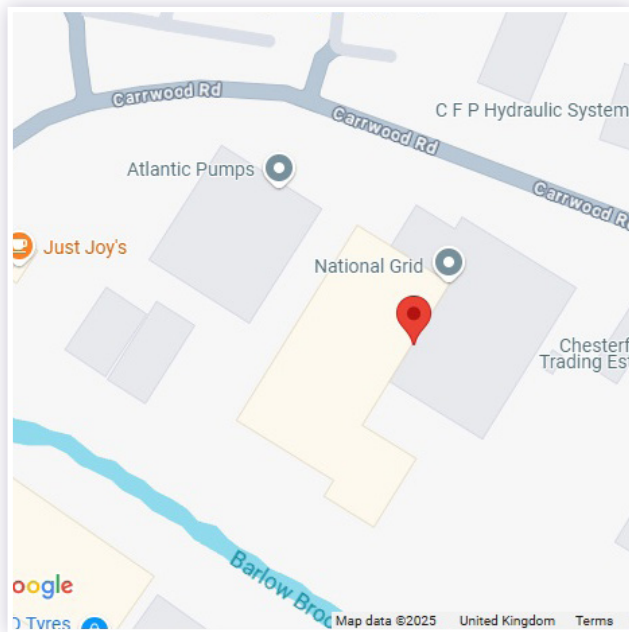 Carrwood Rd
Carrwood Rd
C F P Hydraulic System
Atlantic Pumps
Carrwood R
Just Joy's
National Grid
Chesterf
Trading Est
Barlow Broo
oogle
D Tyres
Map data ©2025 United Kingdom Terms